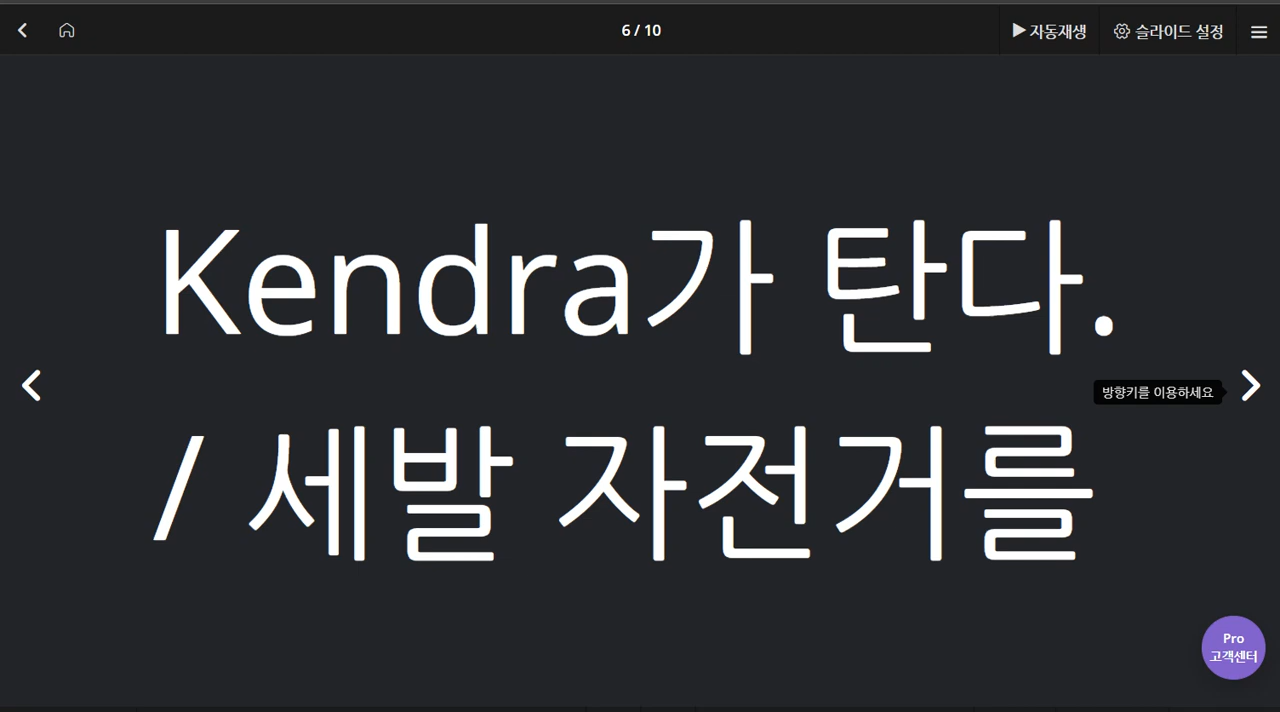 6 / 10
▶ 자동재생
슬라이드 설정
Kendra가 탄다.
/ 세발 자전거를
방향키를 이용하세요
Pro
고객센터